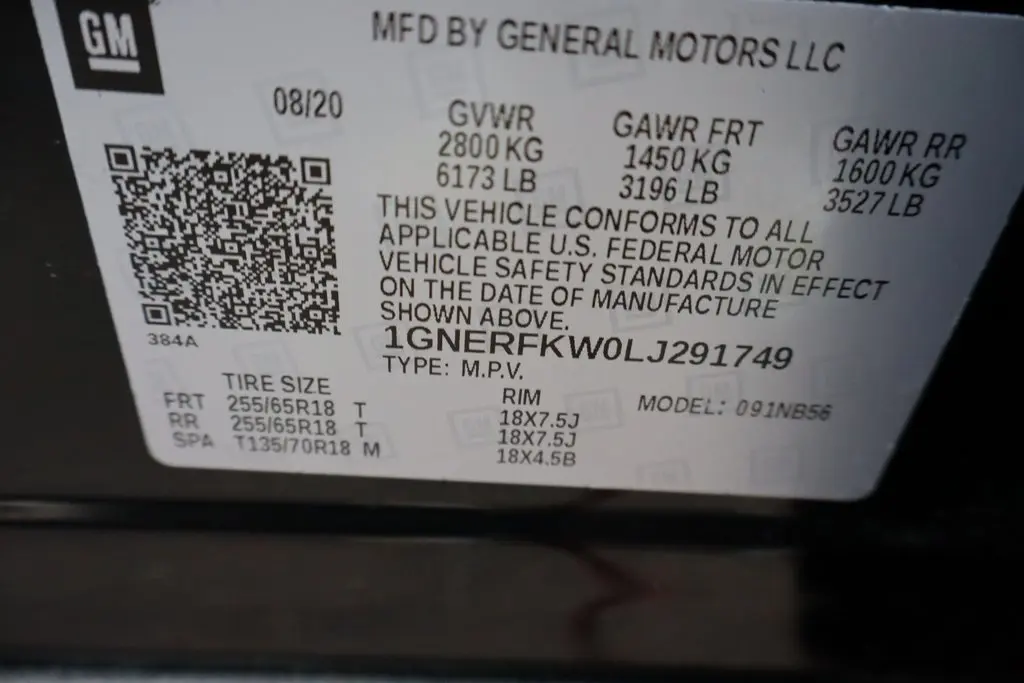 GM
MFD BY GENERAL MOTORS LLC
08/20
GVWR
2800 KG
6173 LB
GAWR FRT
1450 KG
3196 LB
GAWR RR
1600 KG
3527 LB
THIS VEHICLE CONFORMS TO ALL
APPLICABLE U.S. FEDERAL MOTOR
VEHICLE SAFETY STANDARDS IN EFFECT
ON THE DATE OF MANUFACTURE
SHOWN ABOVE.
384A
1GNERFKW0LJ291749
TYPE: M.P.V.
TIRE SIZE RIM MODEL: 091NB56
FRT 255/65R18 T 18X7.5J
RR 255/65R18 T 18X7.5J
SPA T135/70R18 M 18X4.5B